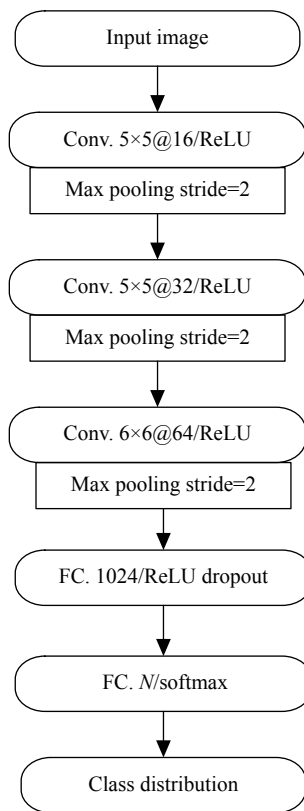 Input image
Conv. 5×5@16/ReLU
Max pooling stride=2
Conv. 5×5@32/ReLU
Max pooling stride=2
Conv. 6×6@64/ReLU
Max pooling stride=2
FC. 1024/ReLU dropout
FC. N/softmax
Class distribution